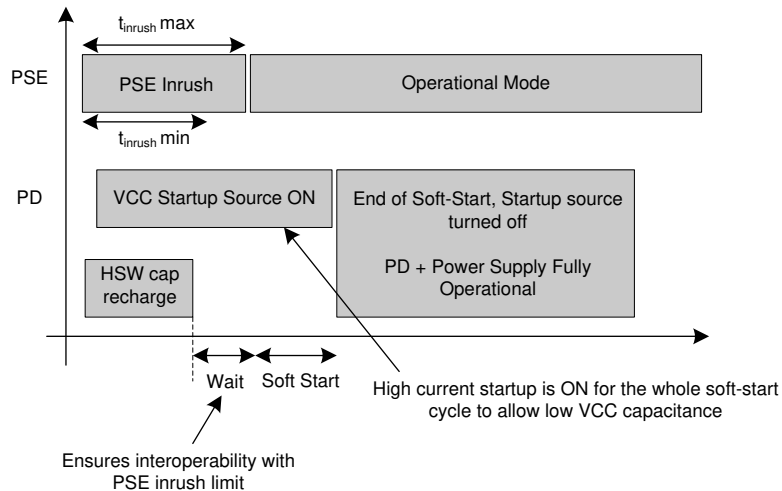 t_inrush max
PSE
PSE Inrush
Operational Mode
t_inrush min
PD
VCC Startup Source ON
End of Soft-Start, Startup source
turned off
PD + Power Supply Fully
Operational
HSW cap
recharge
Wait
Soft Start
High current startup is ON for the whole soft-start
cycle to allow low VCC capacitance
Ensures interoperability with
PSE inrush limit